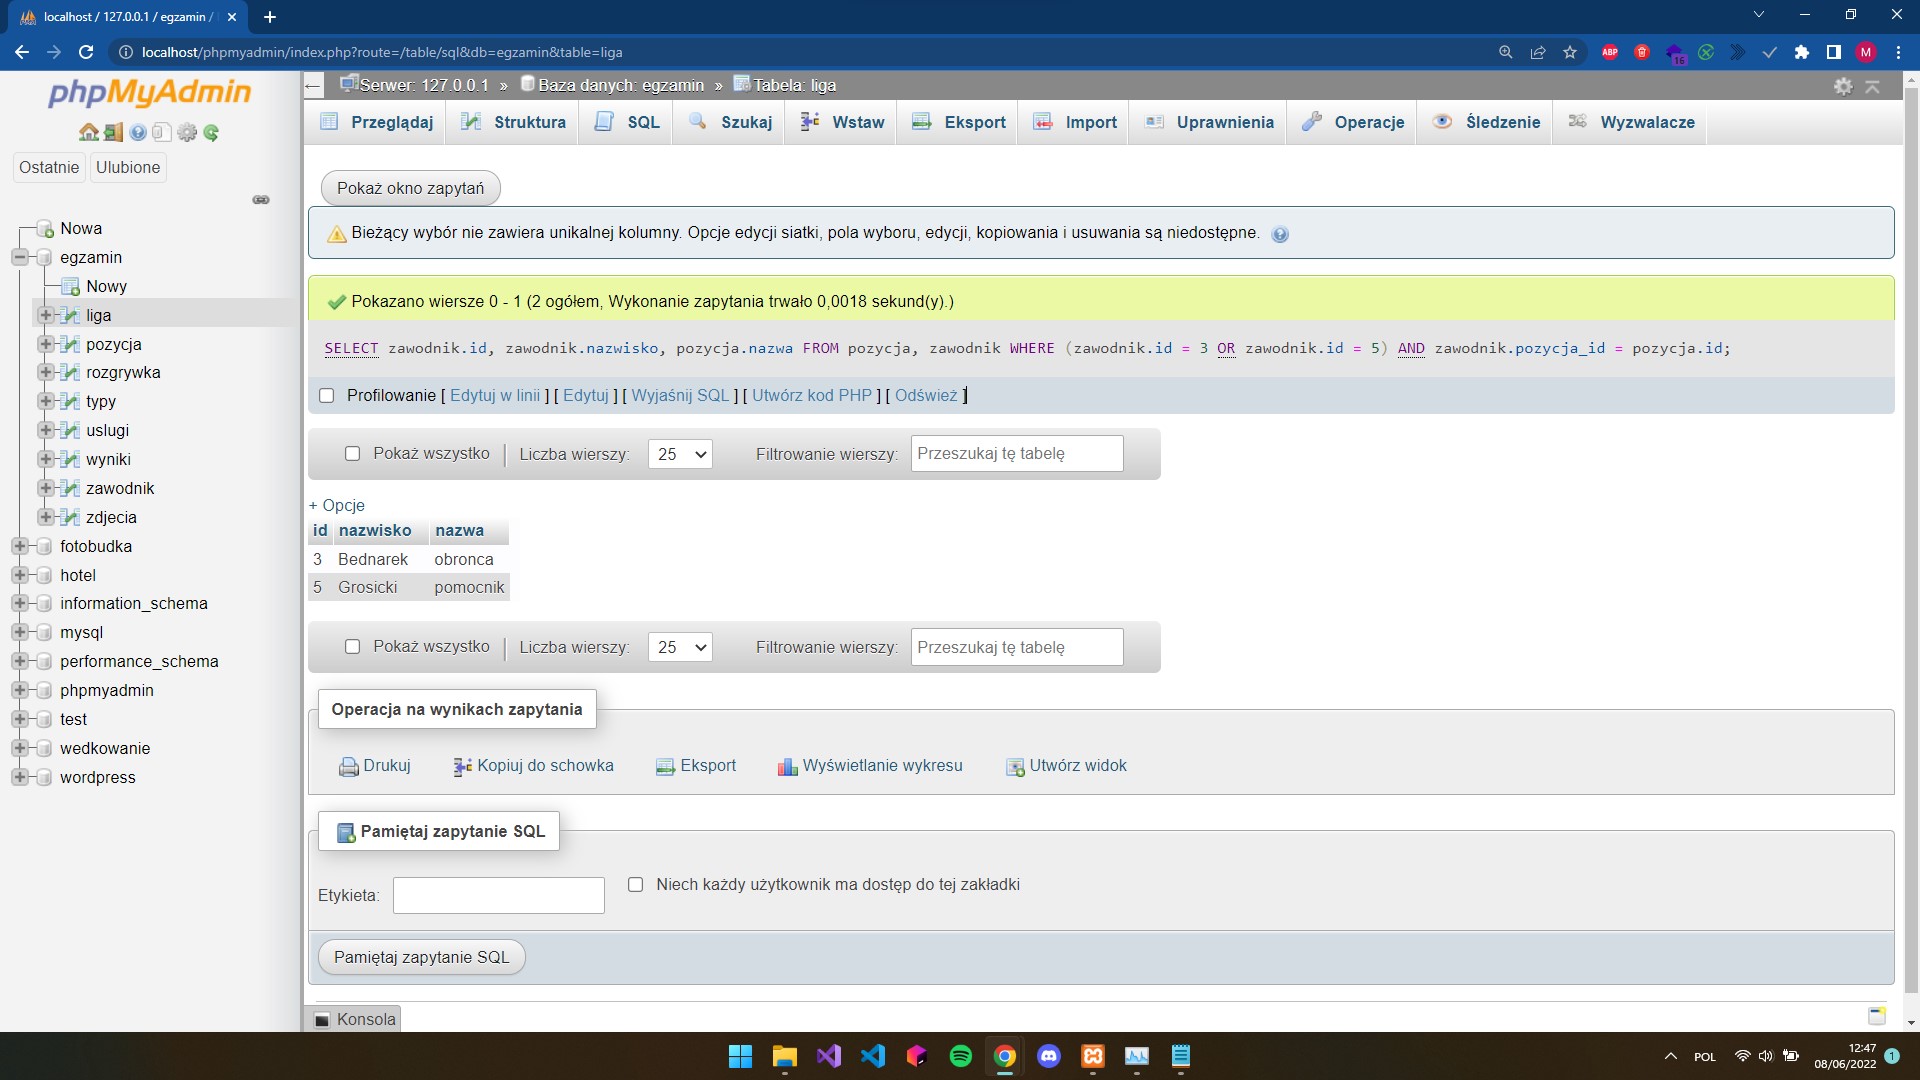 localhost / 127.0.0.1 / egzamin /
localhost/phpmyadmin/index.php?route=/table/sql&db=egzamin&table=liga
ABP
16
M
phpMyAdmin
Ostatnie Ulubione
Nowa
egzamin
Nowy
liga
pozycja
rozgrywka
typy
uslugi
wyniki
zawodnik
zdjecia
fotobudka
hotel
information_schema
mysql
performance_schema
phpmyadmin
test
wedkowanie
wordpress
Serwer: 127.0.0.1 » Baza danych: egzamin » Tabela: liga
Przeglądaj Struktura SQL Szukaj Wstaw Eksport Import Uprawnienia Operacje Śledzenie Wyzwalacze
Pokaż okno zapytań
Bieżący wybór nie zawiera unikalnej kolumny. Opcje edycji siatki, pola wyboru, edycji, kopiowania i usuwania są niedostępne.
Pokazano wiersze 0 - 1 (2 ogółem, Wykonanie zapytania trwało 0,0018 sekund(y).)
SELECT zawodnik.id, zawodnik.nazwisko, pozycja.nazwa FROM pozycja, zawodnik WHERE (zawodnik.id = 3 OR zawodnik.id = 5) AND zawodnik.pozycja_id = pozycja.id;
Profilowanie [ Edytuj w linii ] [ Edytuj ] [ Wyjaśnij SQL ] [ Utwórz kod PHP ] [ Odśwież ]
Pokaż wszystko | Liczba wierszy: 25 Filtrowanie wierszy: Przeszukaj tę tabelę
+ Opcje
id nazwisko nazwa
3 Bednarek obronca
5 Grosicki pomocnik
Pokaż wszystko | Liczba wierszy: 25 Filtrowanie wierszy: Przeszukaj tę tabelę
Operacja na wynikach zapytania
Drukuj Kopiuj do schowka Eksport Wyświetlanie wykresu Utwórz widok
Pamiętaj zapytanie SQL
Etykieta: Niech każdy użytkownik ma dostęp do tej zakładki
Pamiętaj zapytanie SQL
Konsola
POL 12:47 1
08/06/2022